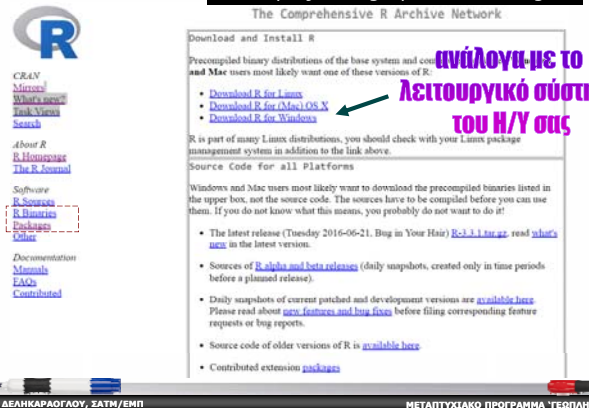 The Comprehensive R Archive Network
R
CRAN
Mirrors
What's new?
Task Views
Search
About R
R Homepage
The R Journal
Software
R Sources
R Binaries
Packages
Other
Documentation
Manuals
FAQs
Contributed
Download and Install R
Precompiled binary distributions of the base system and
and Mac users most likely want one of these versions of R:
• Download R for Linux
• Download R for (Mac) OS X
• Download R for Windows
R is part of many Linux distributions, you should check with your Linux package
management system in addition to the link above.
ανάλογα με το
λειτουργικό
του Η/Υ σας
Source Code for all Platforms
Windows and Mac users most likely want to download the precompiled binaries listed in
the upper box, not the source code. The sources have to be compiled before you can use
them. If you do not know what this means, you probably do not want to do it!
• The latest release (Tuesday 2016-06-21, Bug in Your Hair) R-3.3.1.tar.gz, read what's
new in the latest version.
• Sources of R alpha and beta releases (daily snapshots, created only in time periods
before a planned release).
• Daily snapshots of current patched and development versions are available here.
Please read about new features and bug fixes before filing corresponding feature
requests or bug reports.
• Source code of older versions of R is available here.
• Contributed extension packages
ΔΕΛΗΚΑΡΑΟΓΛΟΥ, ΣΑΤΜ/ΕΜΠ
ΜΕΤΑΠΤΥΧΙΑΚΟ ΠΡΟΓΡΑΜΜΑ